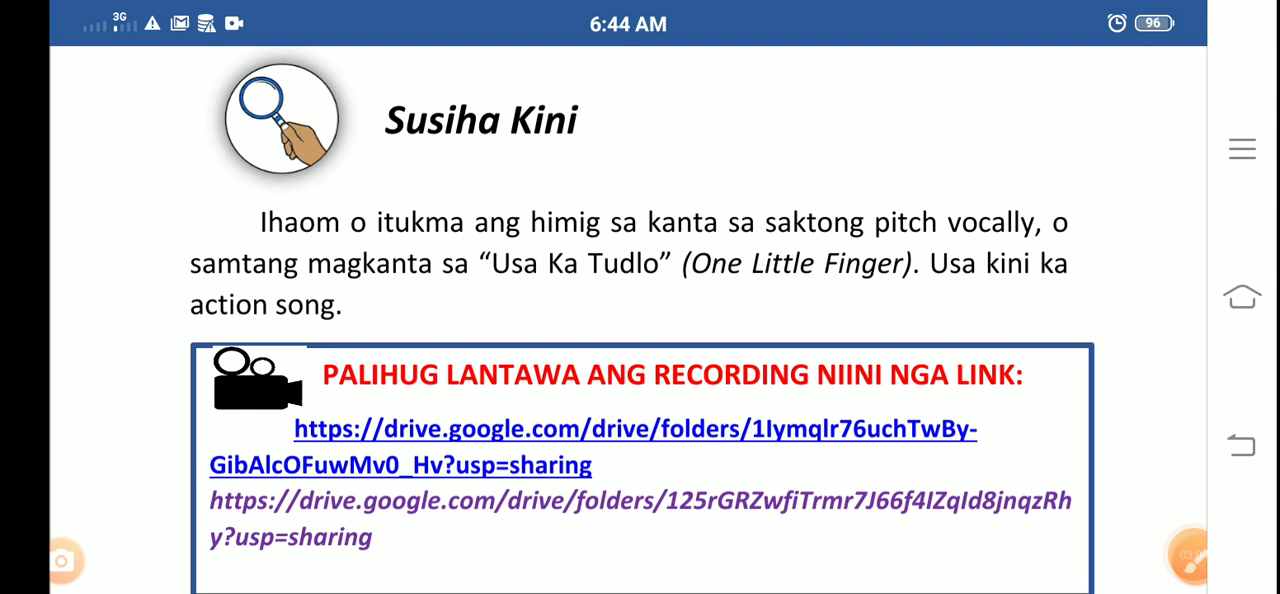 3G
6:44 AM
96
Susiha Kini
Ihaom o itukma ang himig sa kanta sa saktong pitch vocally, o
samtang magkanta sa “Usa Ka Tudlo” (One Little Finger). Usa kini ka
action song.
PALIHUG LANTAWA ANG RECORDING NIINI NGA LINK:
https://drive.google.com/drive/folders/1Iymqlr76uchTwBy-
GibAlcOFuwMv0_Hv?usp=sharing
https://drive.google.com/drive/folders/125rGRZwfiTrmr7J66f4IZqId8jnqzRh
y?usp=sharing